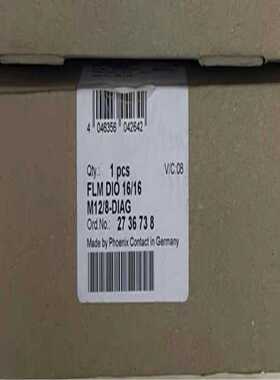 4 046356 042642
Qty.: 1 pcs V/C:08
FLM DIO 16/16
M12/8-DIAG
Ord.No.: 27 36 73 8
Made by Phoenix Contact in Germany